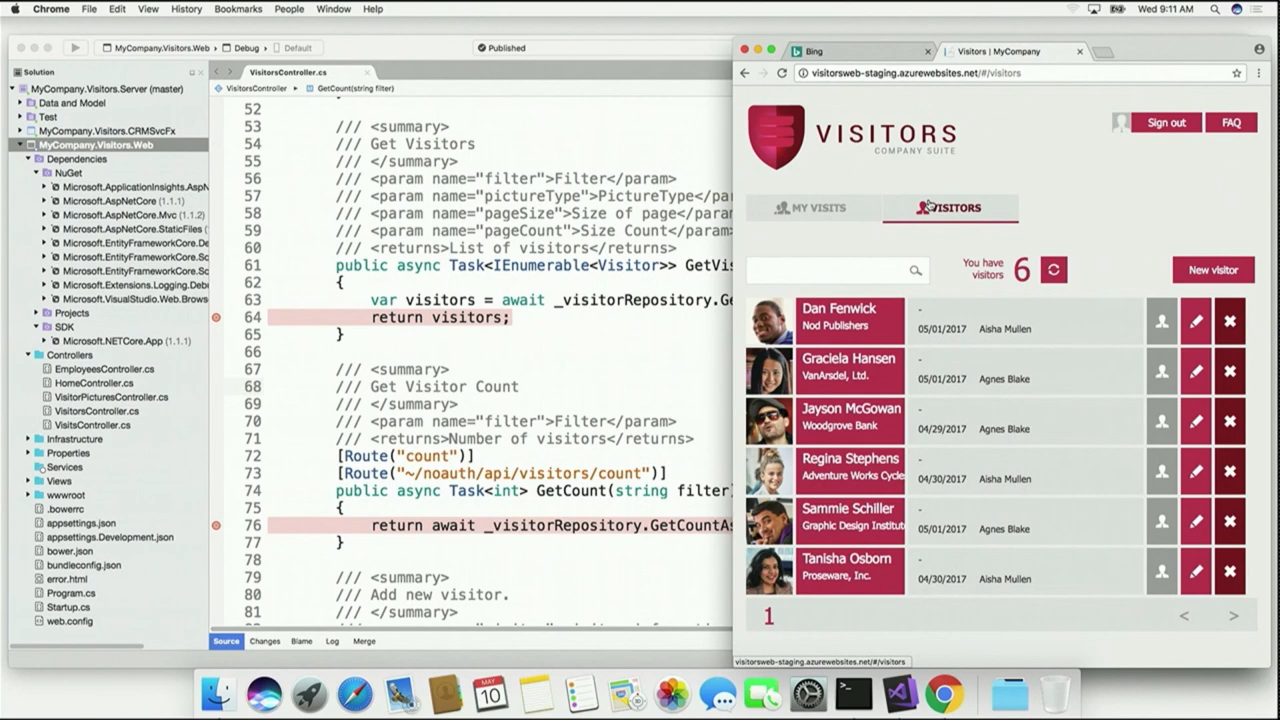 Chrome File Edit View History Bookmarks People Window Help
Wed 9:11 AM
MyCompany.Visitors.Web Debug Default
Published
Solution
MyCompany.Visitors.Server (master)
Data and Model
Test
MyCompany.Visitors.CRMSvcFx
MyCompany.Visitors.Web
Dependencies
NuGet
Microsoft.ApplicationInsights.AspN
Microsoft.AspNetCore (1.1.1)
Microsoft.AspNetCore.Mvc (1.1.2)
Microsoft.AspNetCore.StaticFiles
Microsoft.EntityFrameworkCore.De
Microsoft.EntityFrameworkCore.Sc
Microsoft.EntityFrameworkCore.Sc
Microsoft.Extensions.Logging.Debu
Microsoft.VisualStudio.Web.Browse
Projects
SDK
Microsoft.NETCore.App (1.1.1)
Controllers
EmployeesController.cs
HomeController.cs
VisitorPicturesController.cs
VisitorsController.cs
VisitsController.cs
Infrastructure
Properties
Services
Views
wwwroot
.bowerrc
appsettings.json
appsettings.Development.json
bower.json
bundleconfig.json
error.html
Program.cs
Startup.cs
web.config
VisitorsController.cs
VisitorsController GetCount(string filter)
52
53 /// <summary>
54 /// Get Visitors
55 /// </summary>
56 /// <param name="filter">Filter</param>
57 /// <param name="pictureType">PictureType</pa
58 /// <param name="pageSize">Size of page</para
59 /// <param name="pageCount">Size Count</param
60 /// <returns>List of visitors</returns>
61 public async Task<IEnumerable<Visitor>> GetVis
62 {
63 var visitors = await _visitorRepository.Ge
64 return visitors;
65 }
66
67 /// <summary>
68 /// Get Visitor Count
69 /// </summary>
70 /// <param name="filter">Filter</param>
71 /// <returns>Number of visitors</returns>
72 [Route("count")]
73 [Route("~/noauth/api/visitors/count")]
74 public async Task<int> GetCount(string filter)
75 {
76 return await _visitorRepository.GetCountAs
77 }
78
79 /// <summary>
80 /// Add new visitor.
81 /// </summary>
Source Changes Blame Log Merge
Bing
Visitors | MyCompany
visitorsweb-staging.azurewebsites.net/#/visitors
VISITORS
COMPANY SUITE
Sign out
FAQ
MY VISITS
VISITORS
You have
visitors
6
New visitor
Dan Fenwick
Nod Publishers
-
05/01/2017 Aisha Mullen
Graciela Hansen
VanArsdel, Ltd.
-
05/01/2017 Agnes Blake
Jayson McGowan
Woodgrove Bank
-
04/29/2017 Agnes Blake
Regina Stephens
Adventure Works Cycle
-
04/30/2017 Aisha Mullen
Sammie Schiller
Graphic Design Institut
-
05/01/2017 Agnes Blake
Tanisha Osborn
Proseware, Inc.
-
04/30/2017 Aisha Mullen
1
< >
visitorsweb-staging.azurewebsites.net/#/visitors
MAY
10